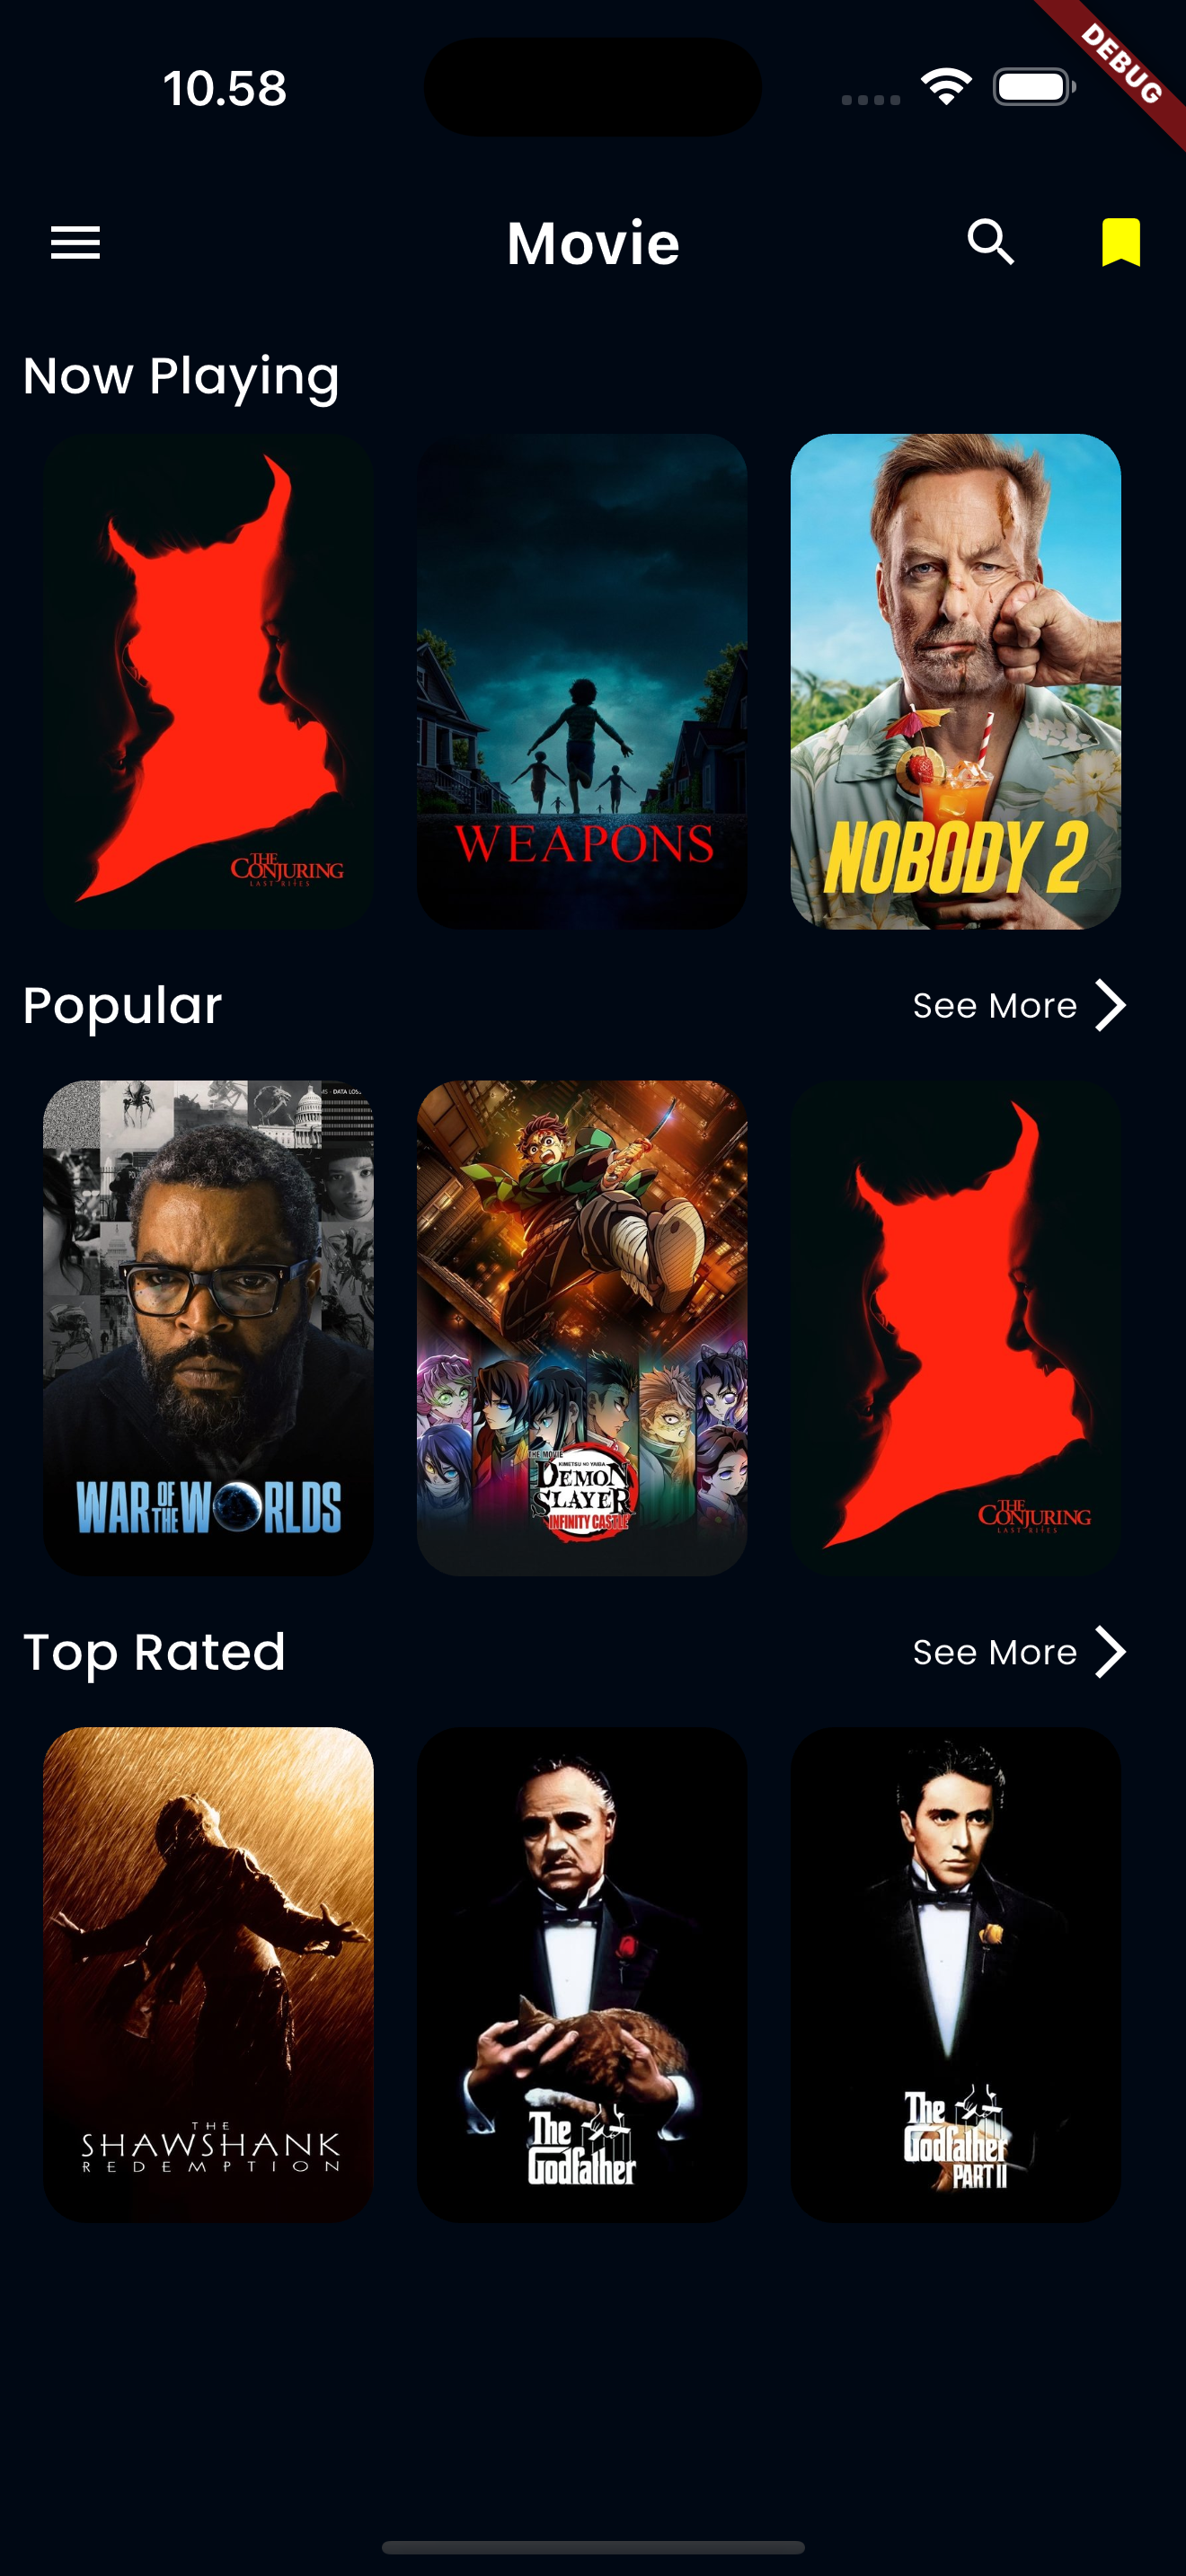 10.58
DEBUG
Movie
Now Playing
THE
CONJURING
LAST RITES
WEAPONS
NOBODY 2
Popular
See More
DATA LOSS
WAR OF THE WORLDS
THE MOVIE
KIMETSU NO YAIBA
DEMON
SLAYER
INFINITY CASTLE
THE
CONJURING
LAST RITES
Top Rated
See More
THE
SHAWSHANK
REDEMPTION
The
Godfather
The
Godfather
PART II